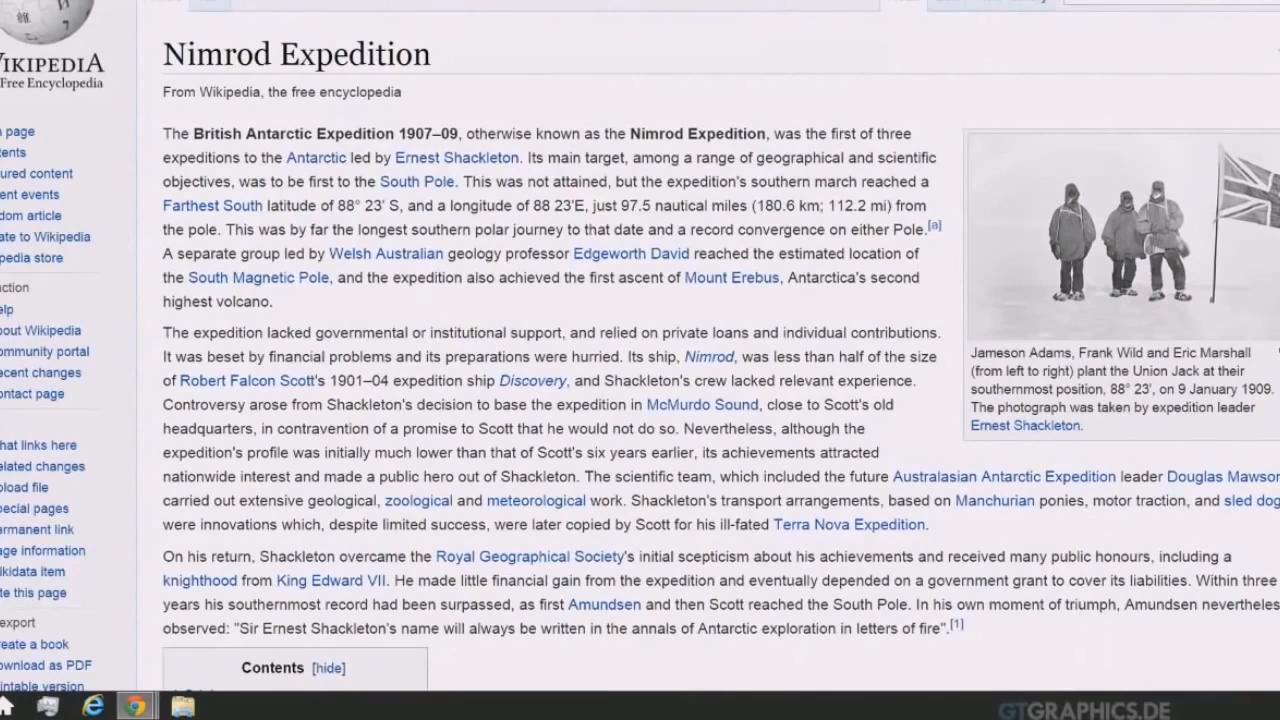 WIKIPEDIA
Free Encyclopedia
page
tured content
Nimrod Expedition
From Wikipedia, the free encyclopedia
The British Antarctic Expedition 1907–09, otherwise known as the Nimrod Expedition, was the first of three
expeditions to the Antarctic led by Ernest Shackleton. Its main target, among a range of geographical and scientific
objectives, was to be first to the South Pole. This was not attained, but the expedition's southern march reached a
Farthest South latitude of 88° 23' S, and a longitude of 88 23'E, just 97.5 nautical miles (180.6 km; 112.2 mi) from
the pole. This was by far the longest southern polar journey to that date and a record convergence on either Pole.[a]
A separate group led by Welsh Australian geology professor Edgeworth David reached the estimated location of
the South Magnetic Pole, and the expedition also achieved the first ascent of Mount Erebus, Antarctica's second
highest volcano.
The expedition lacked governmental or institutional support, and relied on private loans and individual contributions.
It was beset by financial problems and its preparations were hurried. Its ship, Nimrod, was less than half of the size
of Robert Falcon Scott's 1901–04 expedition ship Discovery, and Shackleton's crew lacked relevant experience.
Controversy arose from Shackleton's decision to base the expedition in McMurdo Sound, close to Scott's old
headquarters, in contravention of a promise to Scott that he would not do so. Nevertheless, although the
expedition's profile was initially much lower than that of Scott's six years earlier, its achievements attracted
nationwide interest and made a public hero out of Shackleton. The scientific team, which included the future Australasian Antarctic Expedition leader Douglas Mawson
carried out extensive geological, zoological and meteorological work. Shackleton's transport arrangements, based on Manchurian ponies, motor traction, and sled dog
were innovations which, despite limited success, were later copied by Scott for his ill-fated Terra Nova Expedition.
On his return, Shackleton overcame the Royal Geographical Society's initial scepticism about his achievements and received many public honours, including a
knighthood from King Edward VII. He made little financial gain from the expedition and eventually depended on a government grant to cover its liabilities. Within three
years his southernmost record had been surpassed, as first Amundsen and then Scott reached the South Pole. In his own moment of triumph, Amundsen nevertheless
observed: "Sir Ernest Shackleton's name will always be written in the annals of Antarctic exploration in letters of fire".[1]
Contents [hide]
Jameson Adams, Frank Wild and Eric Marshall
(from left to right) plant the Union Jack at their
southernmost position, 88° 23', on 9 January 1909.
The photograph was taken by expedition leader
Ernest Shackleton.
tents
ent events
dom article
ate to Wikipedia
pedia store
ction
elp
bout Wikipedia
ommunity portal
ecent changes
ontact page
hat links here
elated changes
pload file
pecial pages
ermanent link
age information
ikidata item
te this page
export
reate a book
ownload as PDF
intable version
GTGRAPHICS.DE